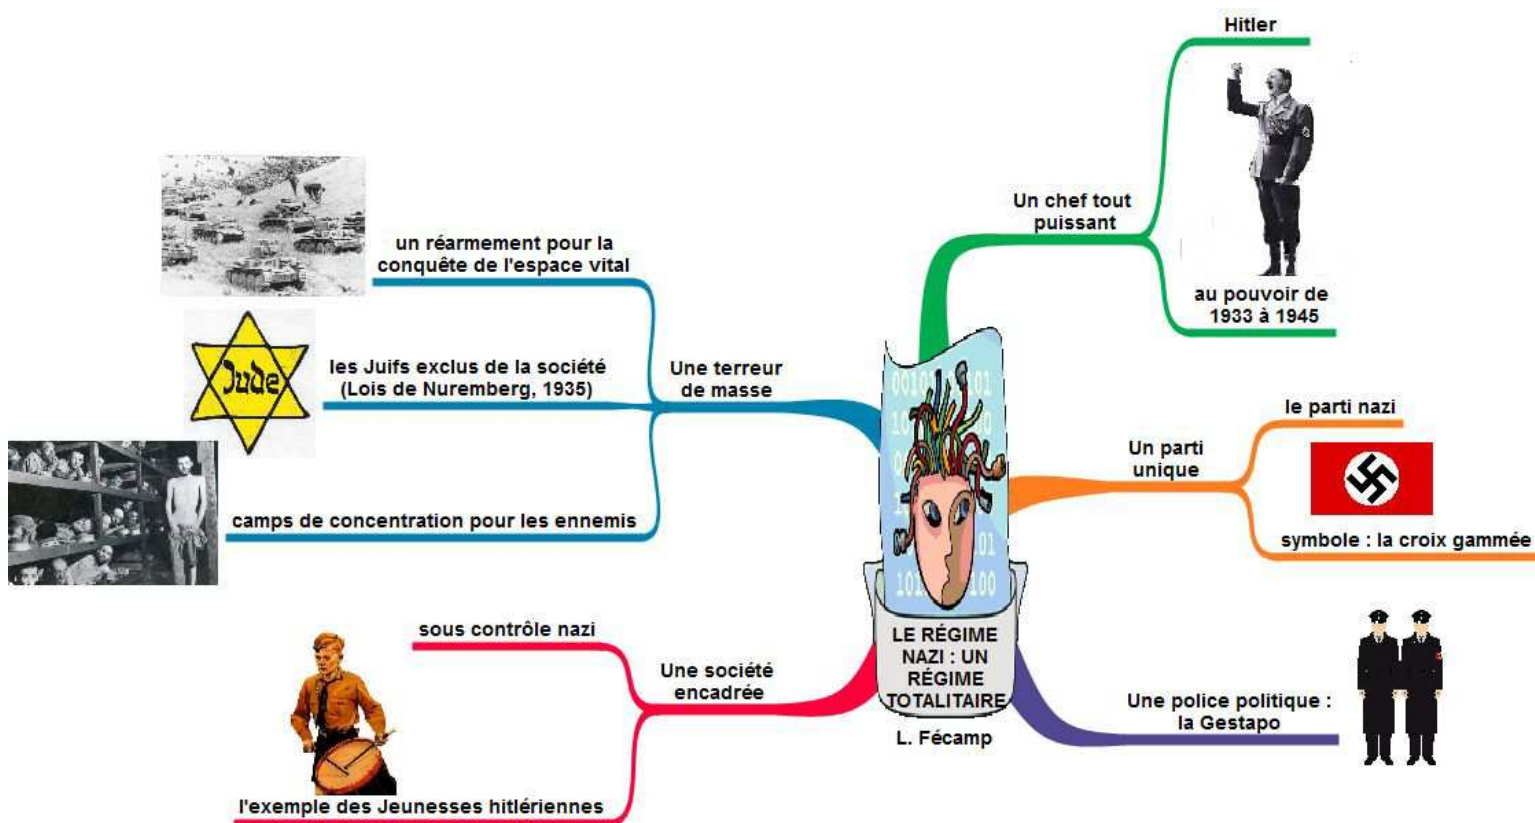 Hitler
Un chef tout
puissant
au pouvoir de
1933 à 1945
le parti nazi
Un parti
unique
symbole : la croix gammée
Une police politique :
la Gestapo
un réarmement pour la
conquête de l'espace vital
Jude
les Juifs exclus de la société
(Lois de Nuremberg, 1935)
Une terreur
de masse
camps de concentration pour les ennemis
sous contrôle nazi
Une société
encadrée
l'exemple des Jeunesses hitlériennes
LE RÉGIME
NAZI : UN
RÉGIME
TOTALITAIRE
L. Fécamp